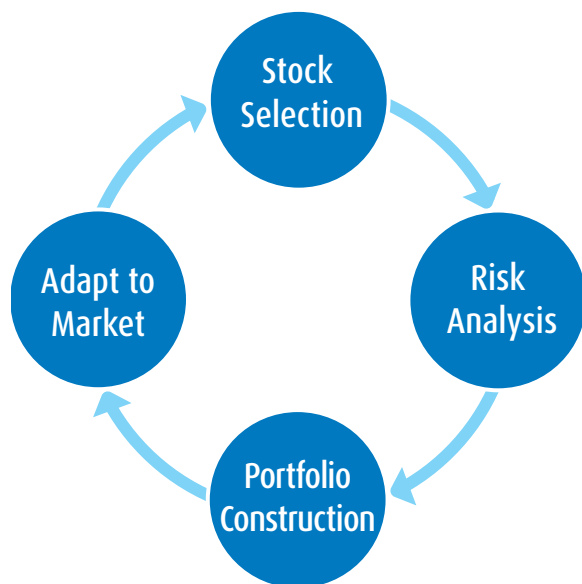 Stock
Selection
Risk
Analysis
Portfolio
Construction
Adapt to
Market